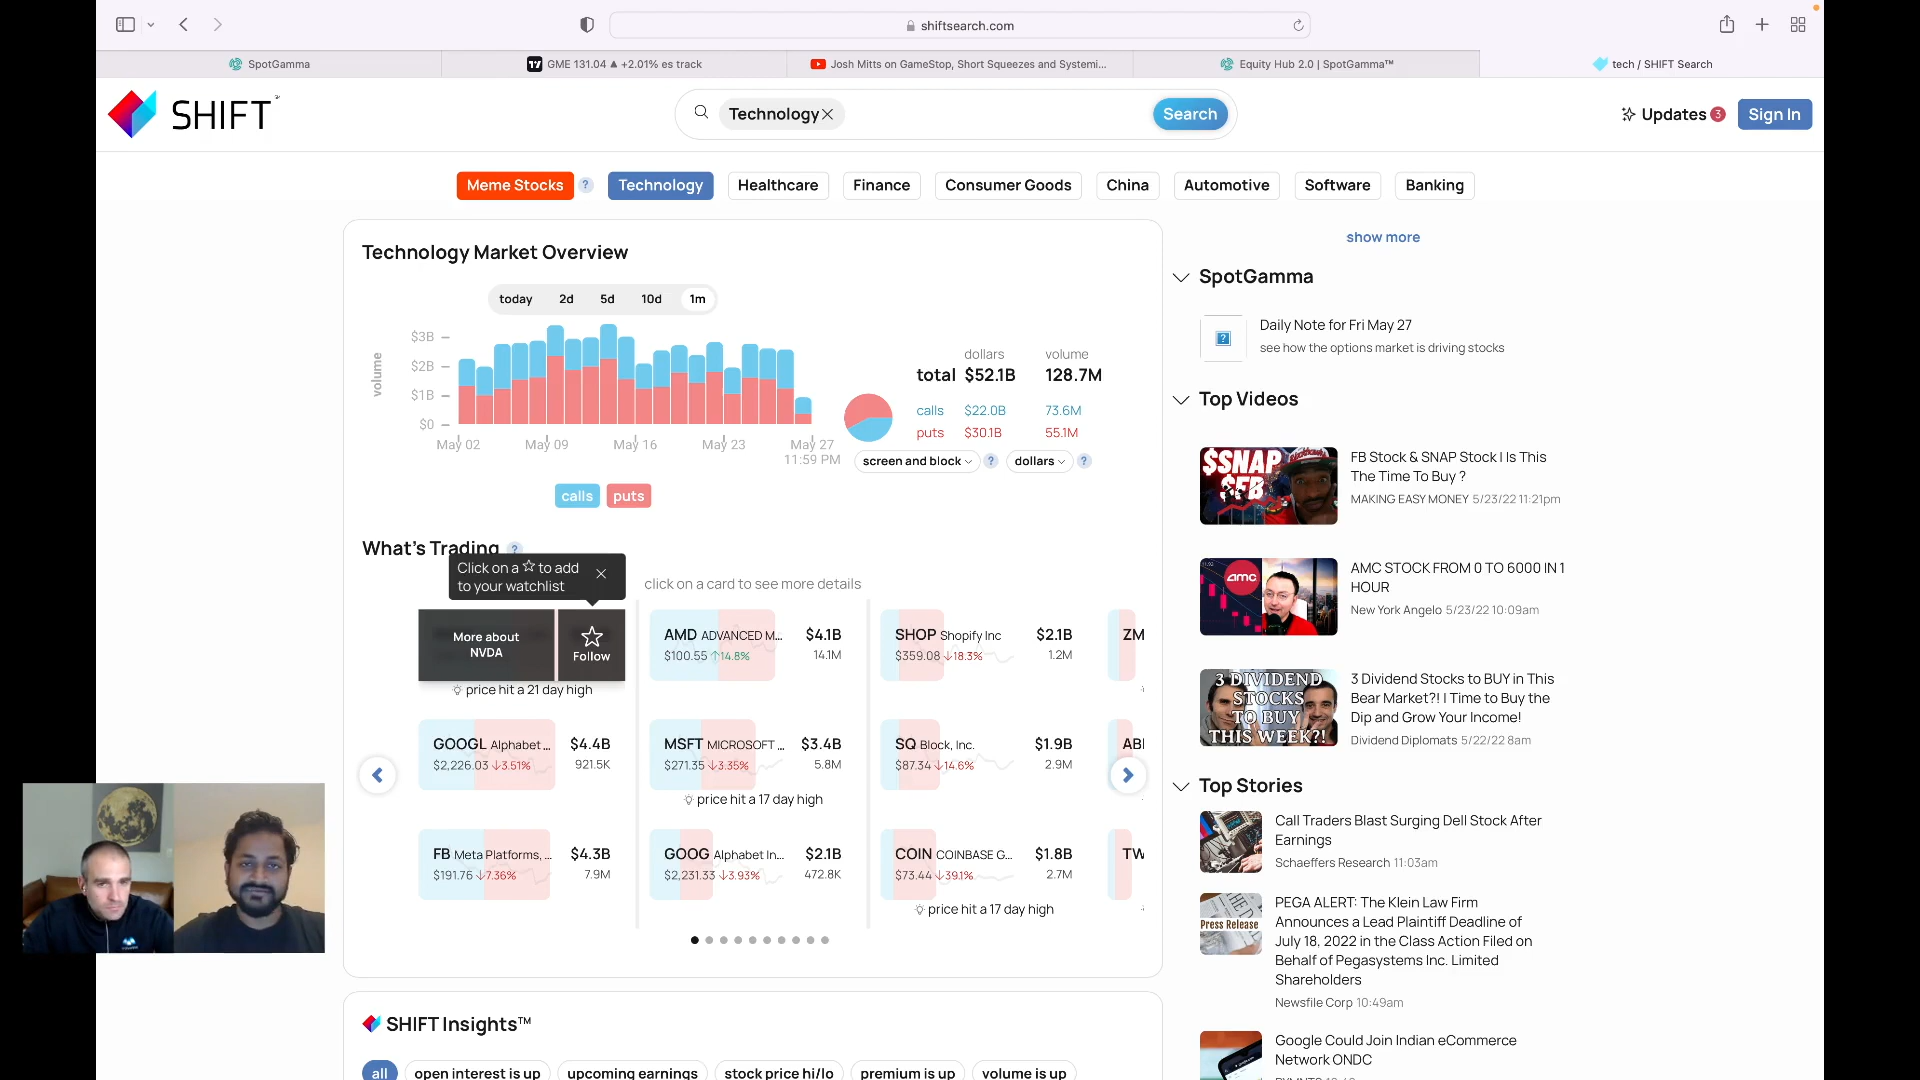 shiftsearch.com
SpotGamma
GME 131.04 ▲ +2.01% es track
Josh Mitts on GameStop, Short Squeezes and Systemi...
Equity Hub 2.0 | SpotGamma™
tech / SHIFT Search
SHIFT
Technology
Search
Updates 3
Sign In
Meme Stocks ?
Technology
Healthcare
Finance
Consumer Goods
China
Automotive
Software
Banking
Technology Market Overview
today 2d 5d 10d 1m
volume
$3B
$2B
$1B
$0
May 02 May 09 May 16 May 23 May 27
11:59 PM
dollars volume
total $52.1B 128.7M
calls $22.0B 73.6M
puts $30.1B 55.1M
screen and block ? dollars ?
calls puts
What's Trading ?
Click on a ☆ to add
to your watchlist
click on a card to see more details
More about
NVDA
Follow
price hit a 21 day high
AMD ADVANCED M... $4.1B
$100.55 ↑14.8% 14.1M
SHOP Shopify Inc $2.1B
$359.08 ↓18.3% 1.2M
ZM
GOOGL Alphabet ... $4.4B
$2,226.03 ↓3.51% 921.5K
MSFT MICROSOFT ... $3.4B
$271.35 ↓3.35% 5.8M
price hit a 17 day high
SQ Block, Inc. $1.9B
$87.34 ↓14.6% 2.9M
FB Meta Platforms, ... $4.3B
$191.76 ↓7.36% 7.9M
GOOG Alphabet In... $2.1B
$2,231.33 ↓3.93% 472.8K
COIN COINBASE G... $1.8B
$73.44 ↓39.1% 2.7M
price hit a 17 day high
SHIFT Insights™
all
open interest is up
upcoming earnings
stock price hi/lo
premium is up
volume is up
show more
SpotGamma
Daily Note for Fri May 27
see how the options market is driving stocks
Top Videos
$SNAP
$FB
FB Stock & SNAP Stock | Is This
The Time To Buy ?
MAKING EASY MONEY 5/23/22 11:21pm
amc
AMC STOCK FROM 0 TO 6000 IN 1
HOUR
New York Angelo 5/23/22 10:09am
3 DIVIDEND
STOCKS
TO BUY
THIS WEEK?!
3 Dividend Stocks to BUY in This
Bear Market?! | Time to Buy the
Dip and Grow Your Income!
Dividend Diplomats 5/22/22 8am
Top Stories
Call Traders Blast Surging Dell Stock After
Earnings
Schaeffers Research 11:03am
Press Release
PEGA ALERT: The Klein Law Firm
Announces a Lead Plaintiff Deadline of
July 18, 2022 in the Class Action Filed on
Behalf of Pegasystems Inc. Limited
Shareholders
Newsfile Corp 10:49am
Google Could Join Indian eCommerce
Network ONDC